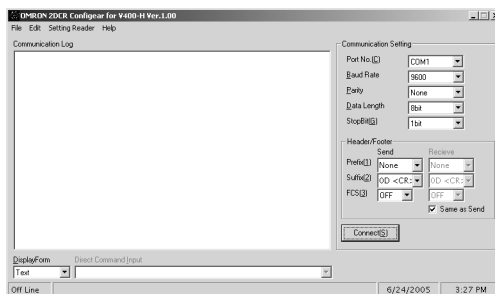 OMRON 2DCR Configear for V400-H Ver.1.00
File Edit Setting Reader Help
Communication Log
Communication Setting
Port No.(C) COM1
Baud Rate 9600
Parity None
Data Length 8bit
StopBit(G) 1bit
Header/Footer
Send Recieve
Prefix(1) None None
Suffix(2) 0D <CR> 0D <CR>
FCS(3) OFF OFF
Same as Send
Connect(S)
DisplayForm Direct Command Input
Text
Off Line 6/24/2005 3:27 PM